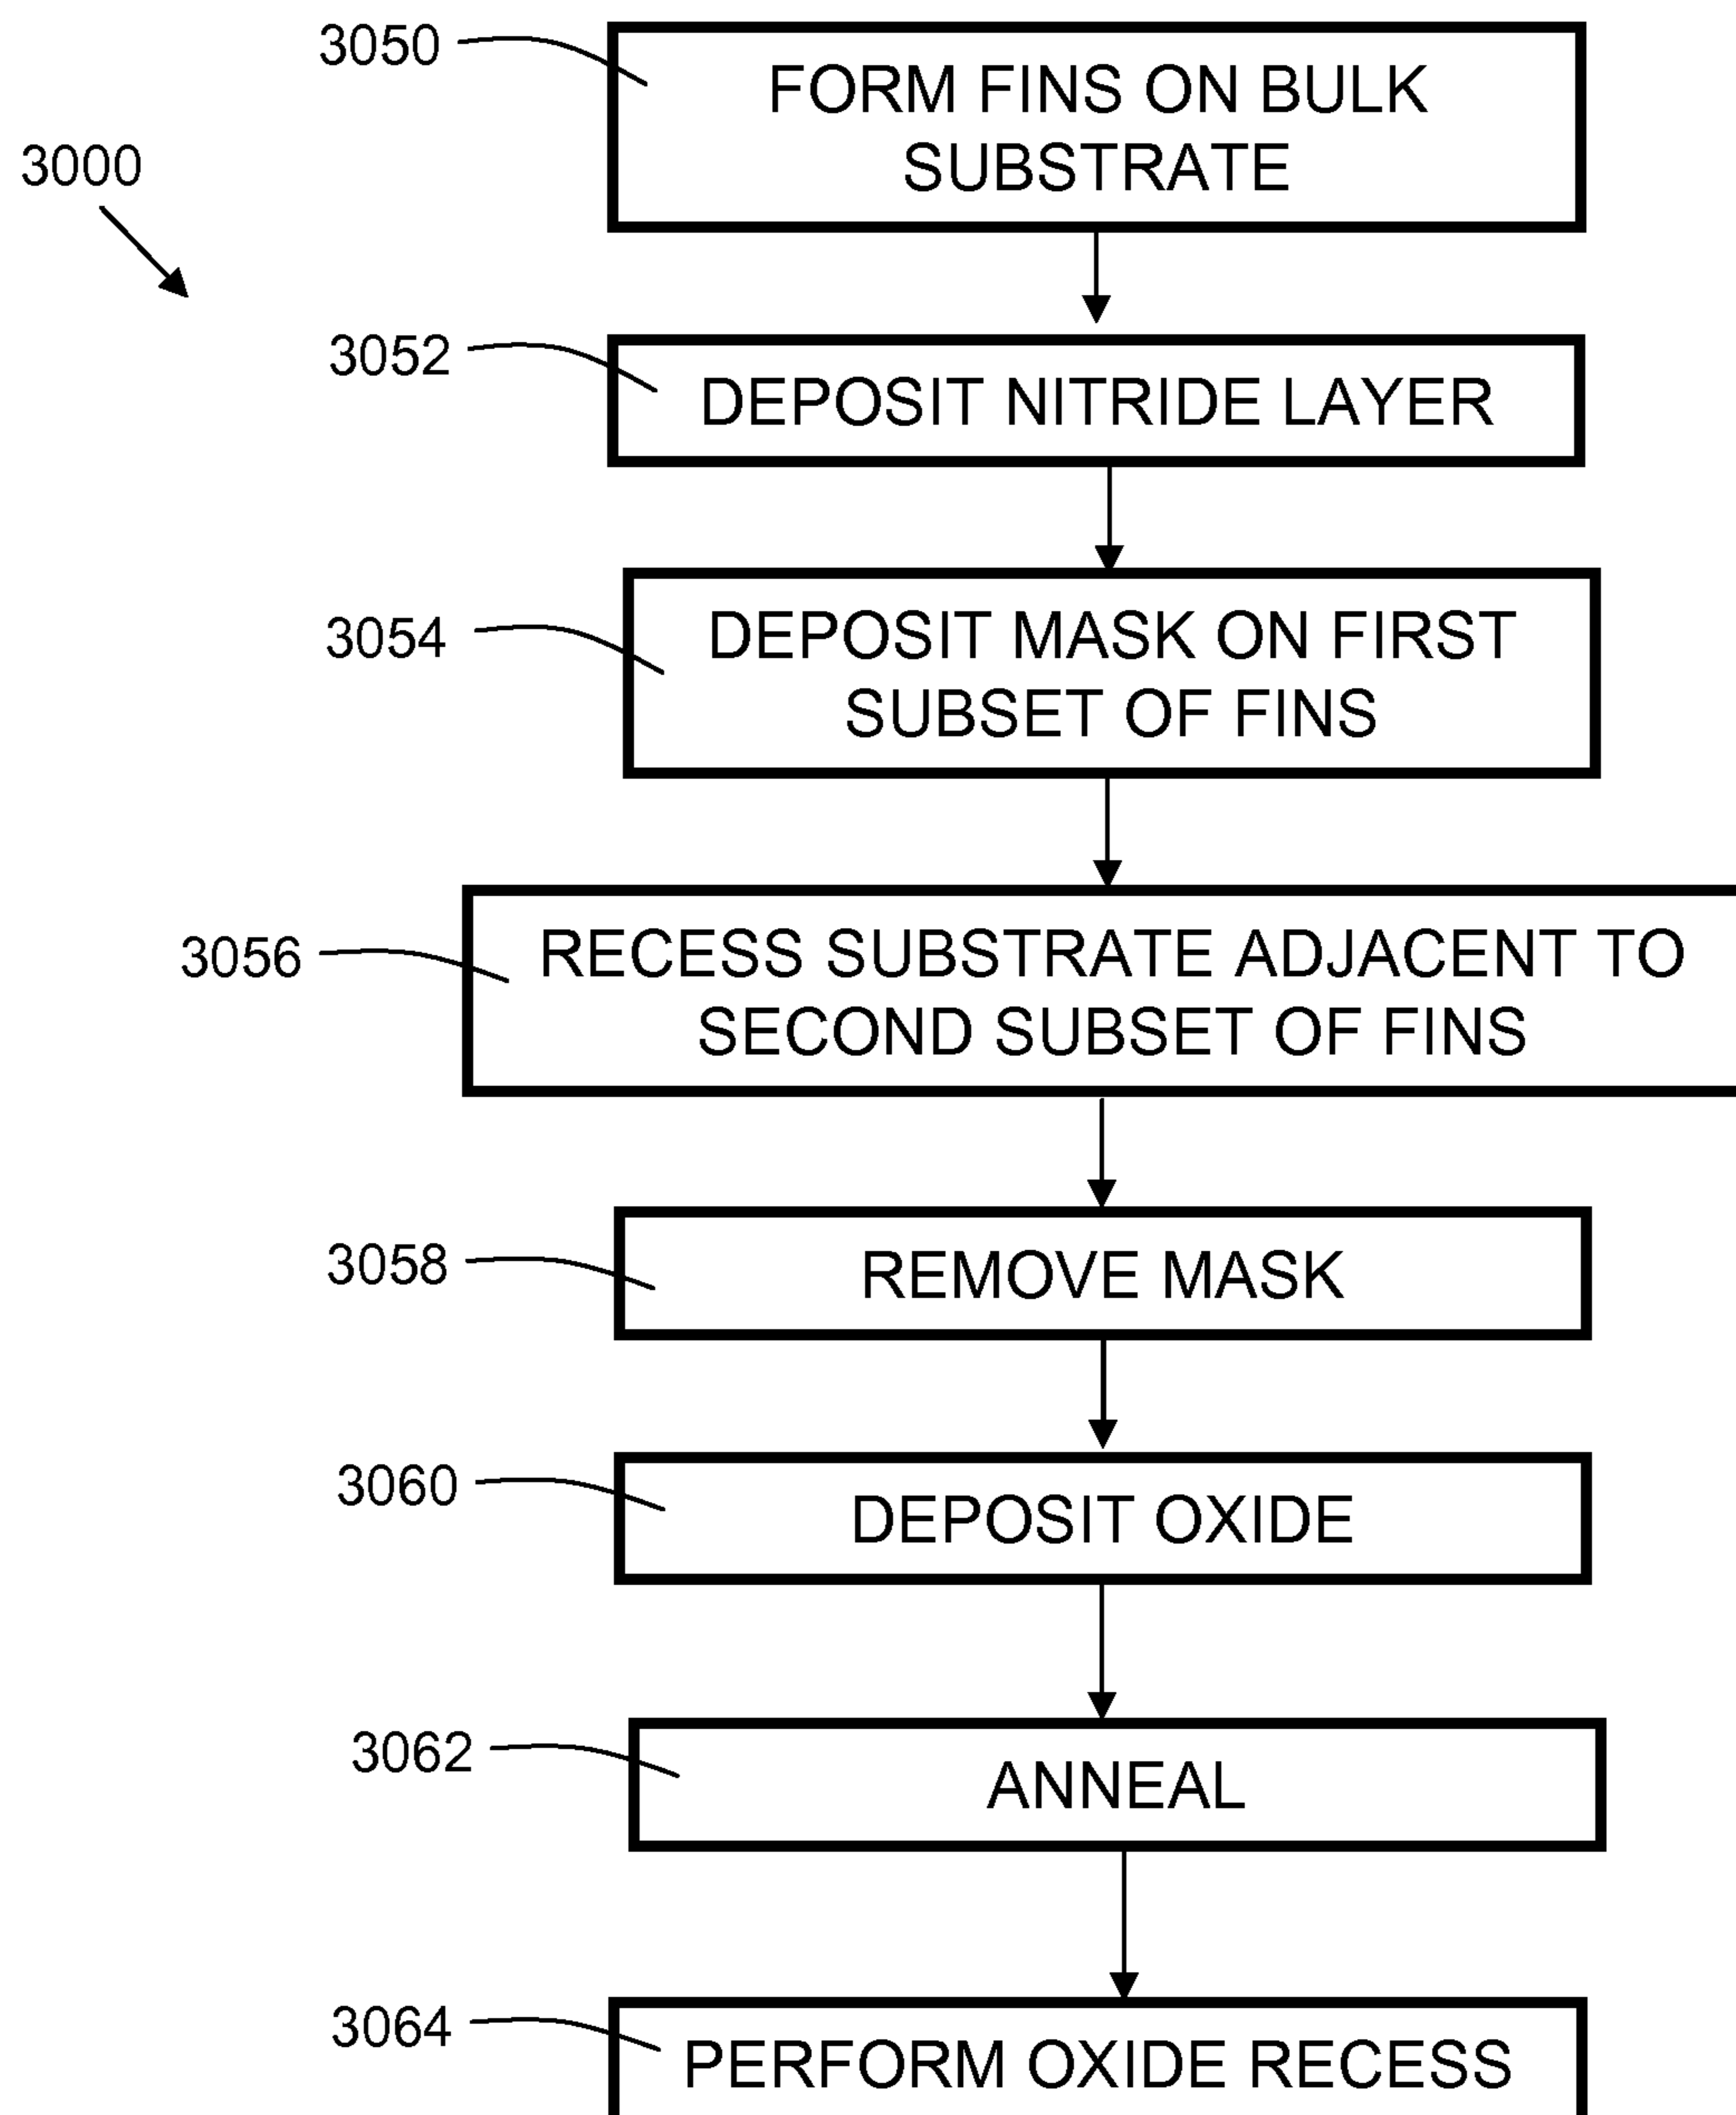 3050
FORM FINS ON BULK
SUBSTRATE
3000
3052
DEPOSIT NITRIDE LAYER
3054
DEPOSIT MASK ON FIRST
SUBSET OF FINS
3056
RECESS SUBSTRATE ADJACENT TO
SECOND SUBSET OF FINS
3058
REMOVE MASK
3060
DEPOSIT OXIDE
3062
ANNEAL
3064
PERFORM OXIDE RECESS